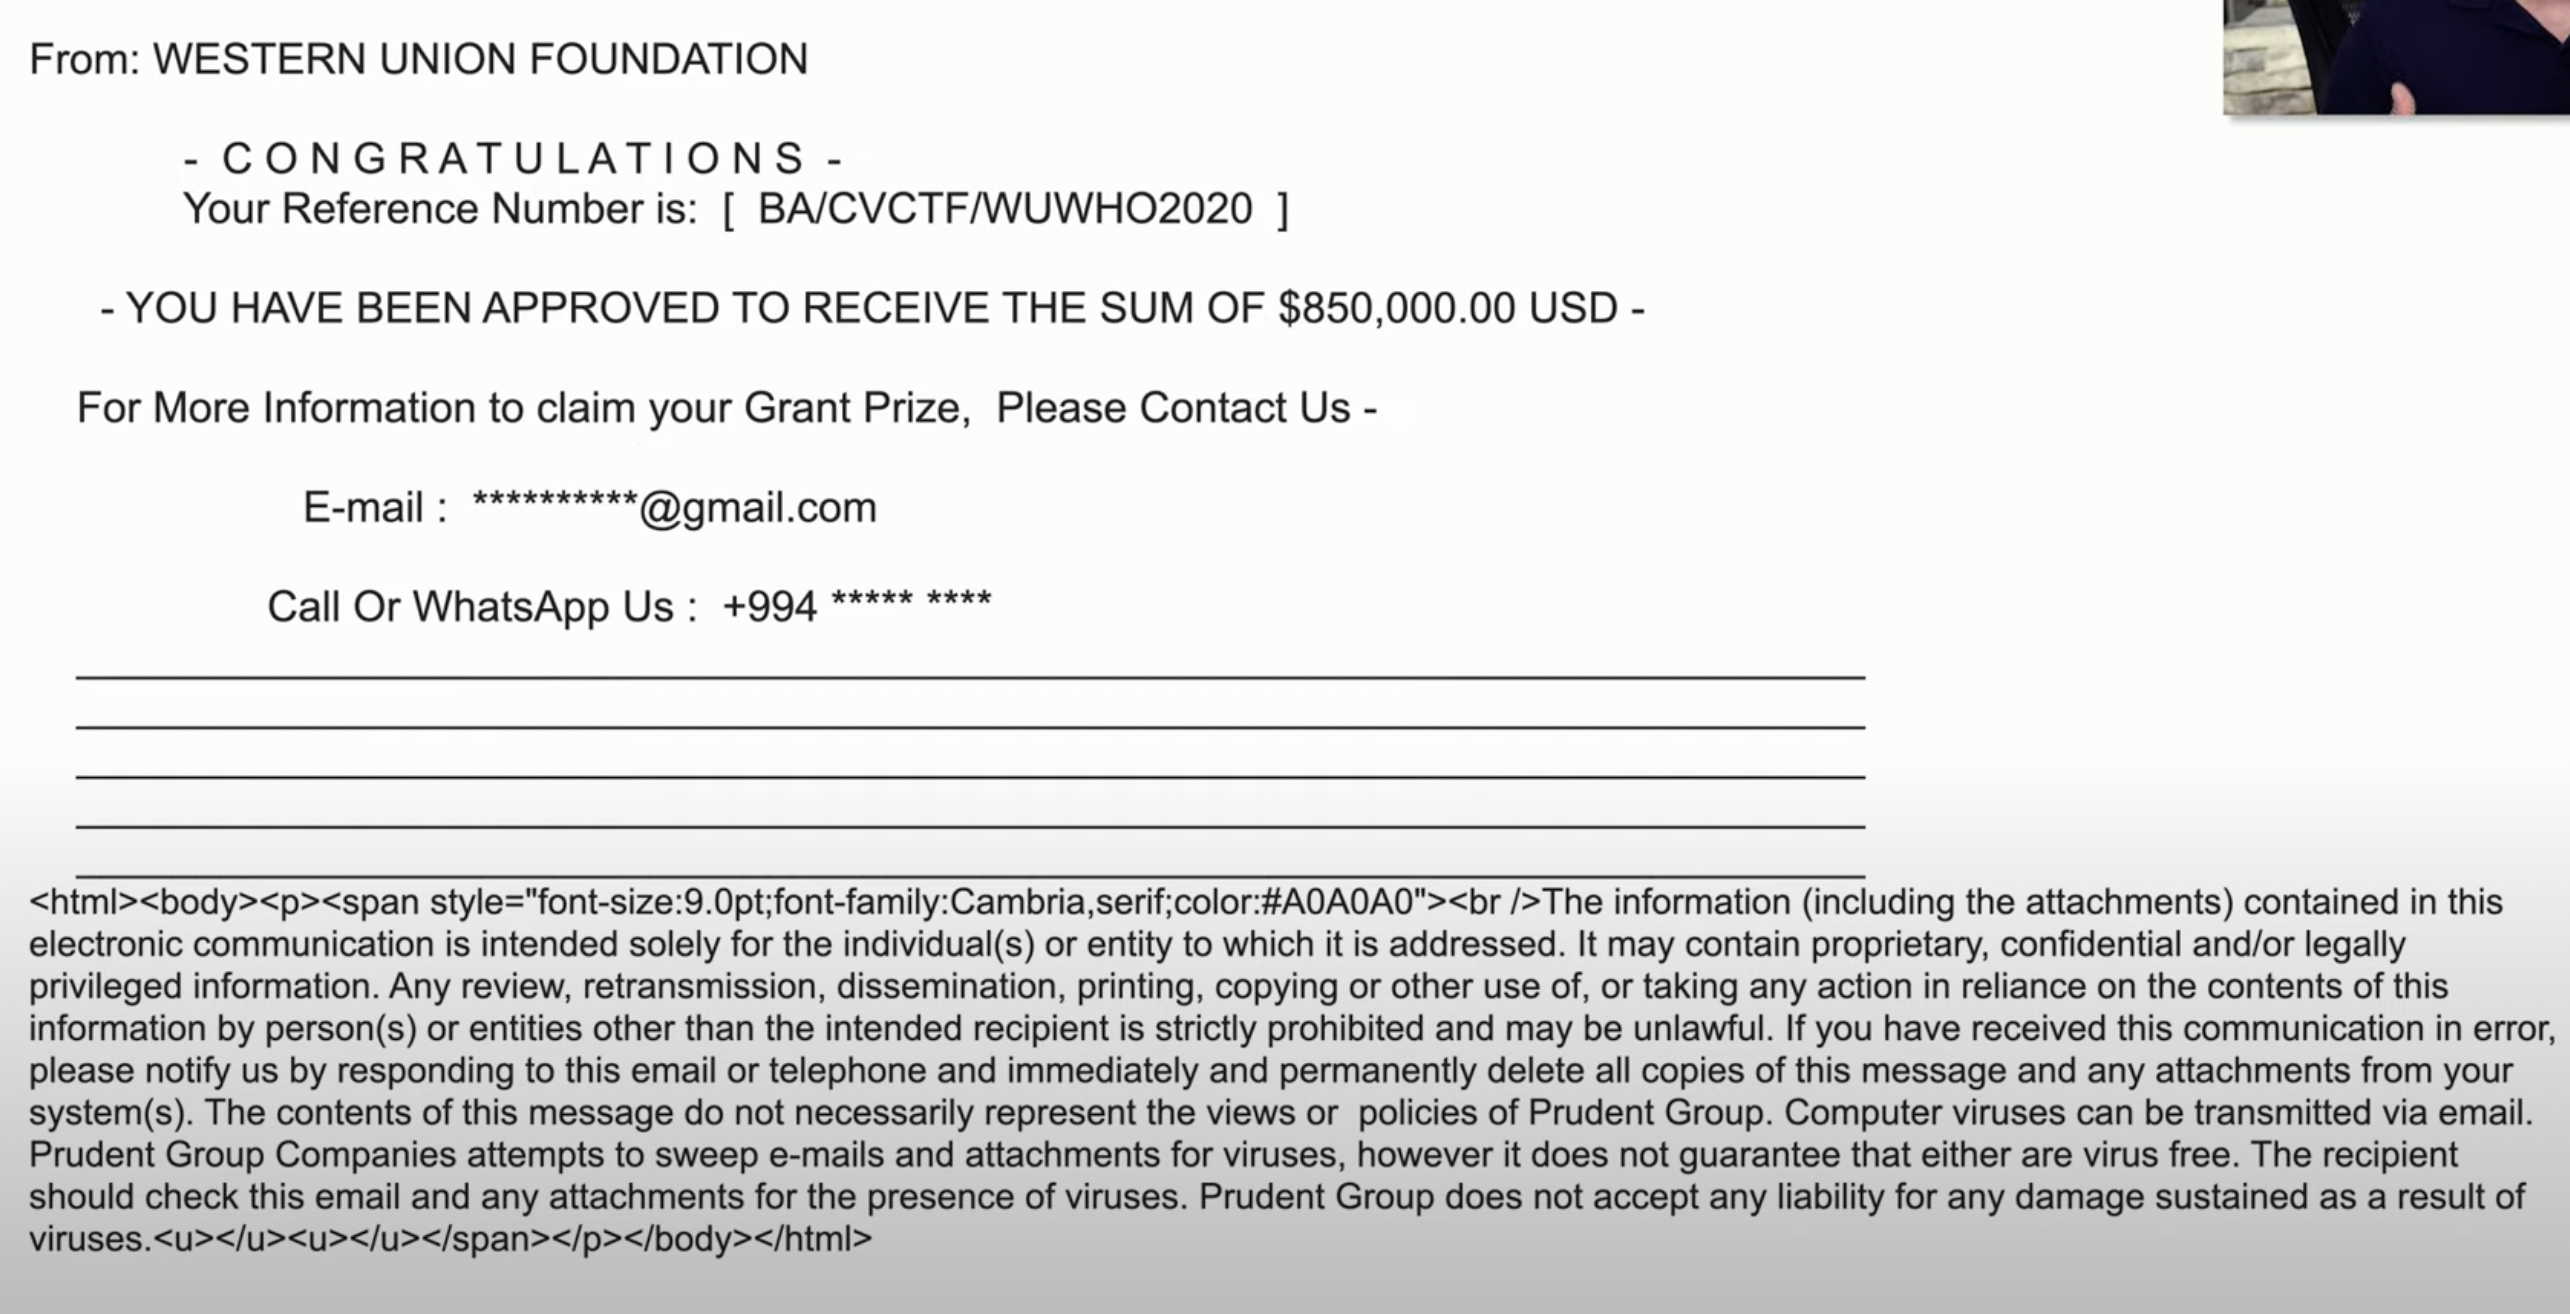 From: WESTERN UNION FOUNDATION
- C O N G R A T U L A T I O N S -
Your Reference Number is: [ BA/CVCTF/WUWHO2020 ]
- YOU HAVE BEEN APPROVED TO RECEIVE THE SUM OF $850,000.00 USD -
For More Information to claim your Grant Prize, Please Contact Us -
E-mail : **********@gmail.com
Call Or WhatsApp Us : +994 ***** ****
<html><body><p><span style="font-size:9.0pt;font-family:Cambria,serif;color:#A0A0A0"><br />The information (including the attachments) contained in this
electronic communication is intended solely for the individual(s) or entity to which it is addressed. It may contain proprietary, confidential and/or legally
privileged information. Any review, retransmission, dissemination, printing, copying or other use of, or taking any action in reliance on the contents of this
information by person(s) or entities other than the intended recipient is strictly prohibited and may be unlawful. If you have received this communication in error,
please notify us by responding to this email or telephone and immediately and permanently delete all copies of this message and any attachments from your
system(s). The contents of this message do not necessarily represent the views or policies of Prudent Group. Computer viruses can be transmitted via email.
Prudent Group Companies attempts to sweep e-mails and attachments for viruses, however it does not guarantee that either are virus free. The recipient
should check this email and any attachments for the presence of viruses. Prudent Group does not accept any liability for any damage sustained as a result of
viruses.<u></u><u></u></span></p></body></html>